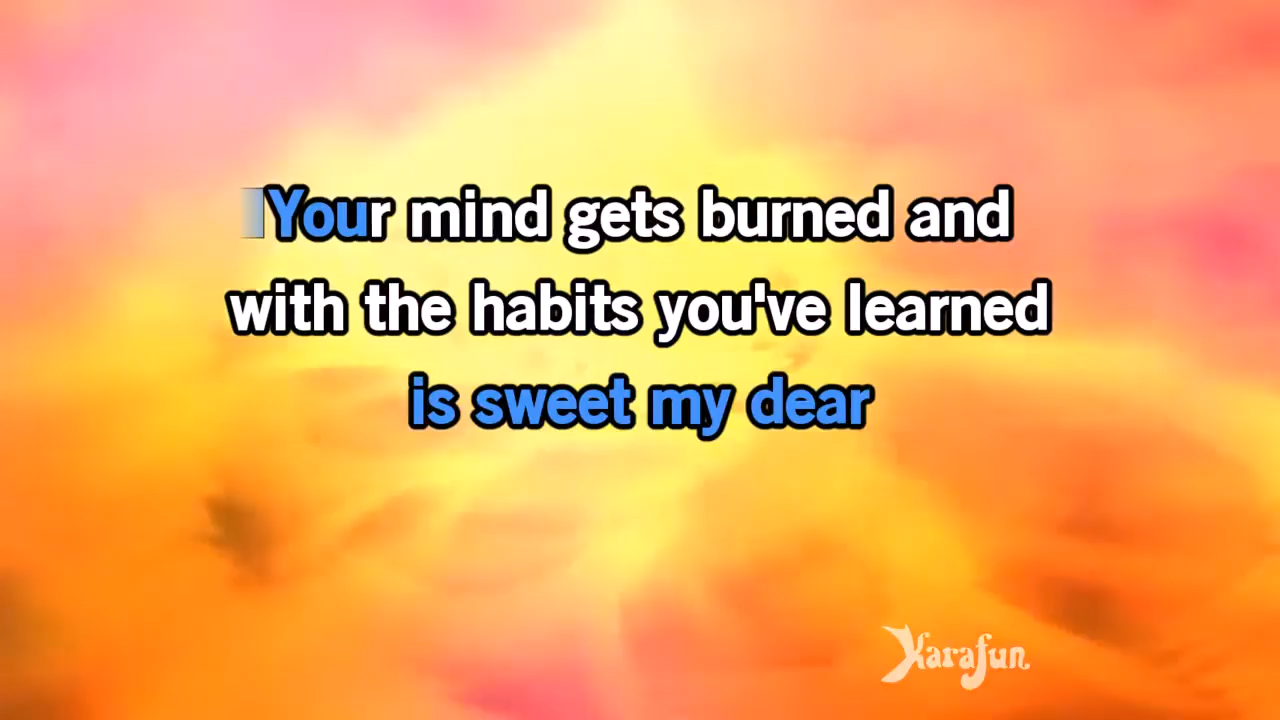 Your mind gets burned and
with the habits you've learned
is sweet my dear
Karafun